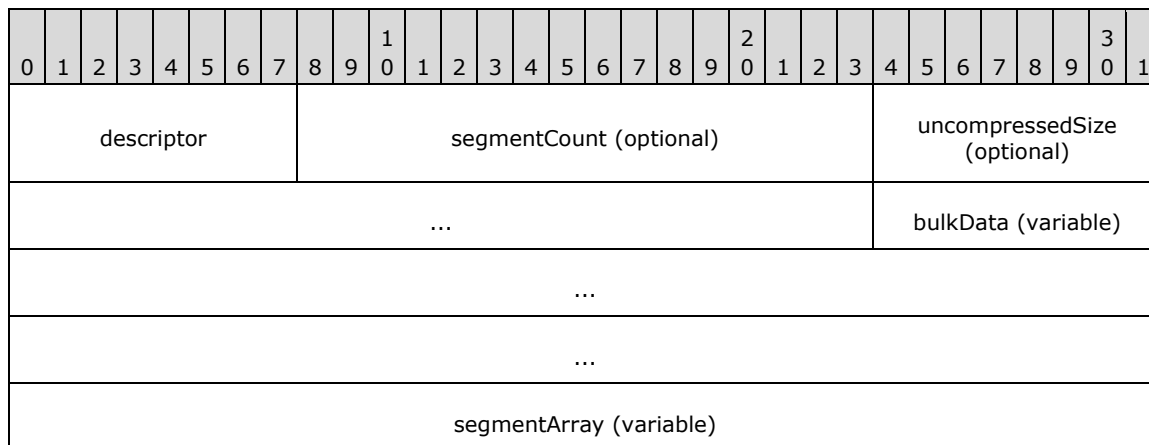 1 2 3
0 1 2 3 4 5 6 7 8 9 0 1 2 3 4 5 6 7 8 9 0 1 2 3 4 5 6 7 8 9 0 1
descriptor segmentCount (optional) uncompressedSize
(optional)
... bulkData (variable)
...
...
segmentArray (variable)